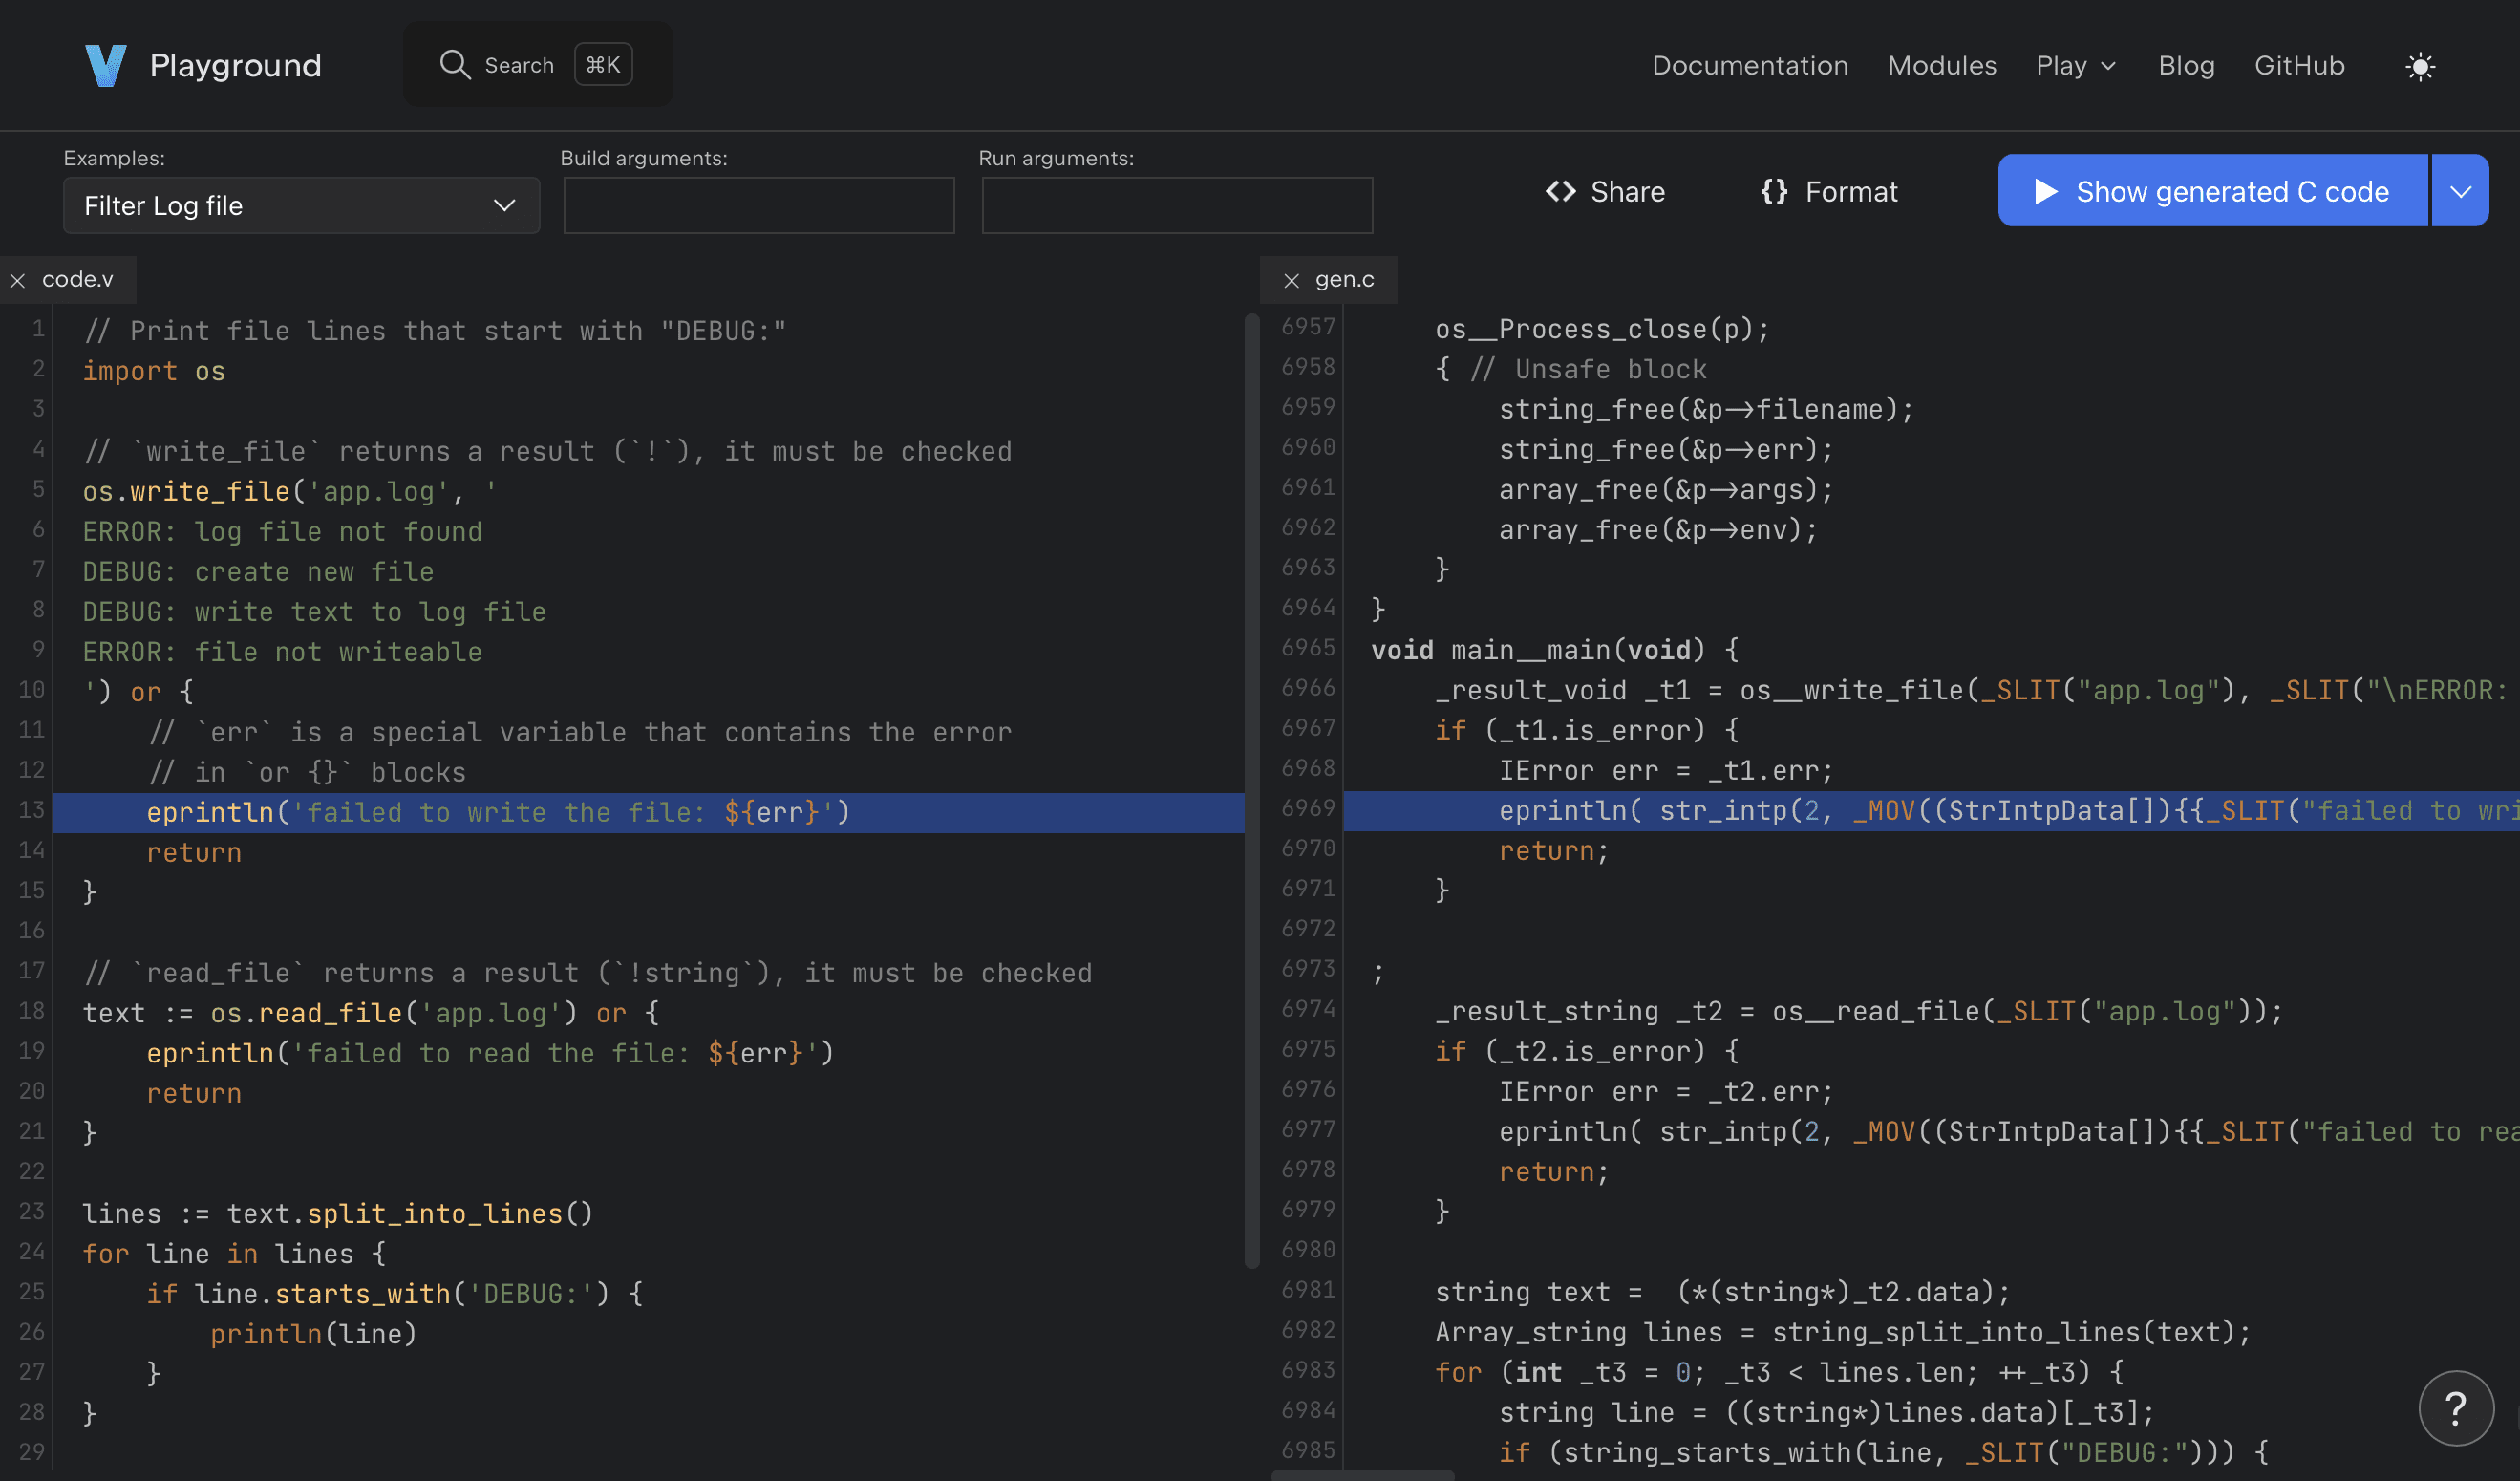 Playground
Search ⌘K
Documentation Modules Play Blog GitHub
Examples: Build arguments: Run arguments:
Filter Log file
<> Share {} Format Show generated C code
code.v
1 // Print file lines that start with "DEBUG:"
2 import os
3
4 // `write_file` returns a result (`!`), it must be checked
5 os.write_file('app.log', '
6 ERROR: log file not found
7 DEBUG: create new file
8 DEBUG: write text to log file
9 ERROR: file not writeable
10 ') or {
11     // `err` is a special variable that contains the error
12     // in `or {}` blocks
13     eprintln('failed to write the file: ${err}')
14     return
15 }
16
17 // `read_file` returns a result (`!string`), it must be checked
18 text := os.read_file('app.log') or {
19     eprintln('failed to read the file: ${err}')
20     return
21 }
22
23 lines := text.split_into_lines()
24 for line in lines {
25     if line.starts_with('DEBUG:') {
26         println(line)
27     }
28 }
29
gen.c
6957     os__Process_close(p);
6958     { // Unsafe block
6959         string_free(&p->filename);
6960         string_free(&p->err);
6961         array_free(&p->args);
6962         array_free(&p->env);
6963     }
6964 }
6965 void main__main(void) {
6966     _result_void _t1 = os__write_file(_SLIT("app.log"), _SLIT("\nERROR:
6967     if (_t1.is_error) {
6968         IError err = _t1.err;
6969         eprintln( str_intp(2, _MOV((StrIntpData[]){{_SLIT("failed to wri
6970         return;
6971     }
6972
6973 ;
6974     _result_string _t2 = os__read_file(_SLIT("app.log"));
6975     if (_t2.is_error) {
6976         IError err = _t2.err;
6977         eprintln( str_intp(2, _MOV((StrIntpData[]){{_SLIT("failed to rea
6978         return;
6979     }
6980
6981     string text =  (*(string*)_t2.data);
6982     Array_string lines = string_split_into_lines(text);
6983     for (int _t3 = 0; _t3 < lines.len; ++_t3) {
6984         string line = ((string*)lines.data)[_t3];
6985         if (string_starts_with(line, _SLIT("DEBUG:"))) {
?